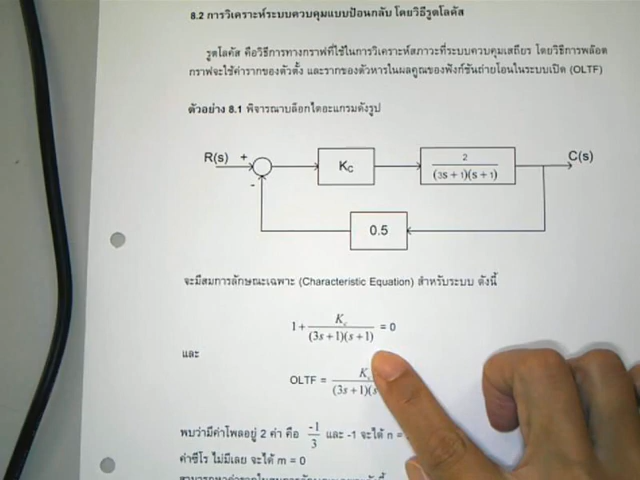 8.2 การวิเคราะห์ระบบควบคุมแบบป้อนกลับ โดยวิธีรูตโลคัส
รูตโลคัส คือวิธีการทางกราฟที่ใช้ในการวิเคราะห์สภาวะที่ระบบควบคุมเสถียร โดยวิธีการพล็อต
กราฟจะใช้ค่ารากของตัวตั้ง และรากของตัวหารในผลคูณของฟังก์ชันถ่ายโอนในระบบเปิด (OLTF)
ตัวอย่าง 8.1 พิจารณาบล็อกไดอะแกรมดังรูป
R(s) + - K_C 2/((3s + 1)(s + 1)) C(s)
0.5
จะมีสมการลักษณะเฉพาะ (Characteristic Equation) สำหรับระบบ ดังนี้
1 + K_c/((3s+1)(s+1)) = 0
และ
OLTF = K_c/((3s+1)(s
พบว่ามีค่าโพลอยู่ 2 ค่า คือ -1/3 และ -1 จะได้ n =
ค่าซีโร ไม่มีเลย จะได้ m = 0